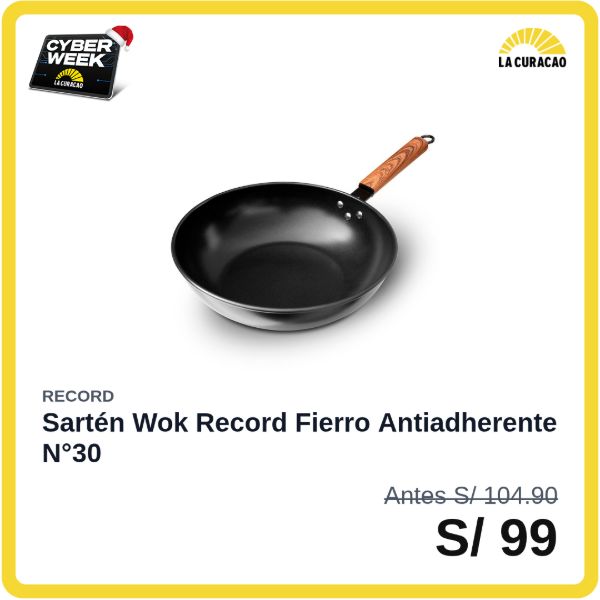 CYBER
WEEK
LA CURACAO
LA CURACAO
RECORD
Sartén Wok Record Fierro Antiadherente
N°30
Antes S/ 104.90
S/ 99